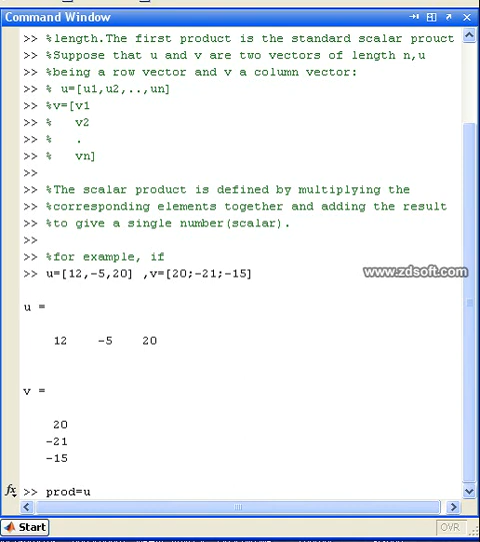 Command Window
>> %length.The first product is the standard scalar prouct
>> %Suppose that u and v are two vectors of length n,u
>> %being a row vector and v a column vector:
>> % u=[u1,u2,..,un]
>> %v=[v1
>> %   v2
>> %   .
>> %   vn]
>>
>> %The scalar product is defined by multiplying the
>> %corresponding elements together and adding the result
>> %to give a single number(scalar).
>>
>> %for example, if
>> u=[12,-5,20] ,v=[20;-21;-15]
www.zdsoft.com
u =
12 -5 20
v =
20
-21
-15
fx >> prod=u
Start
OVR